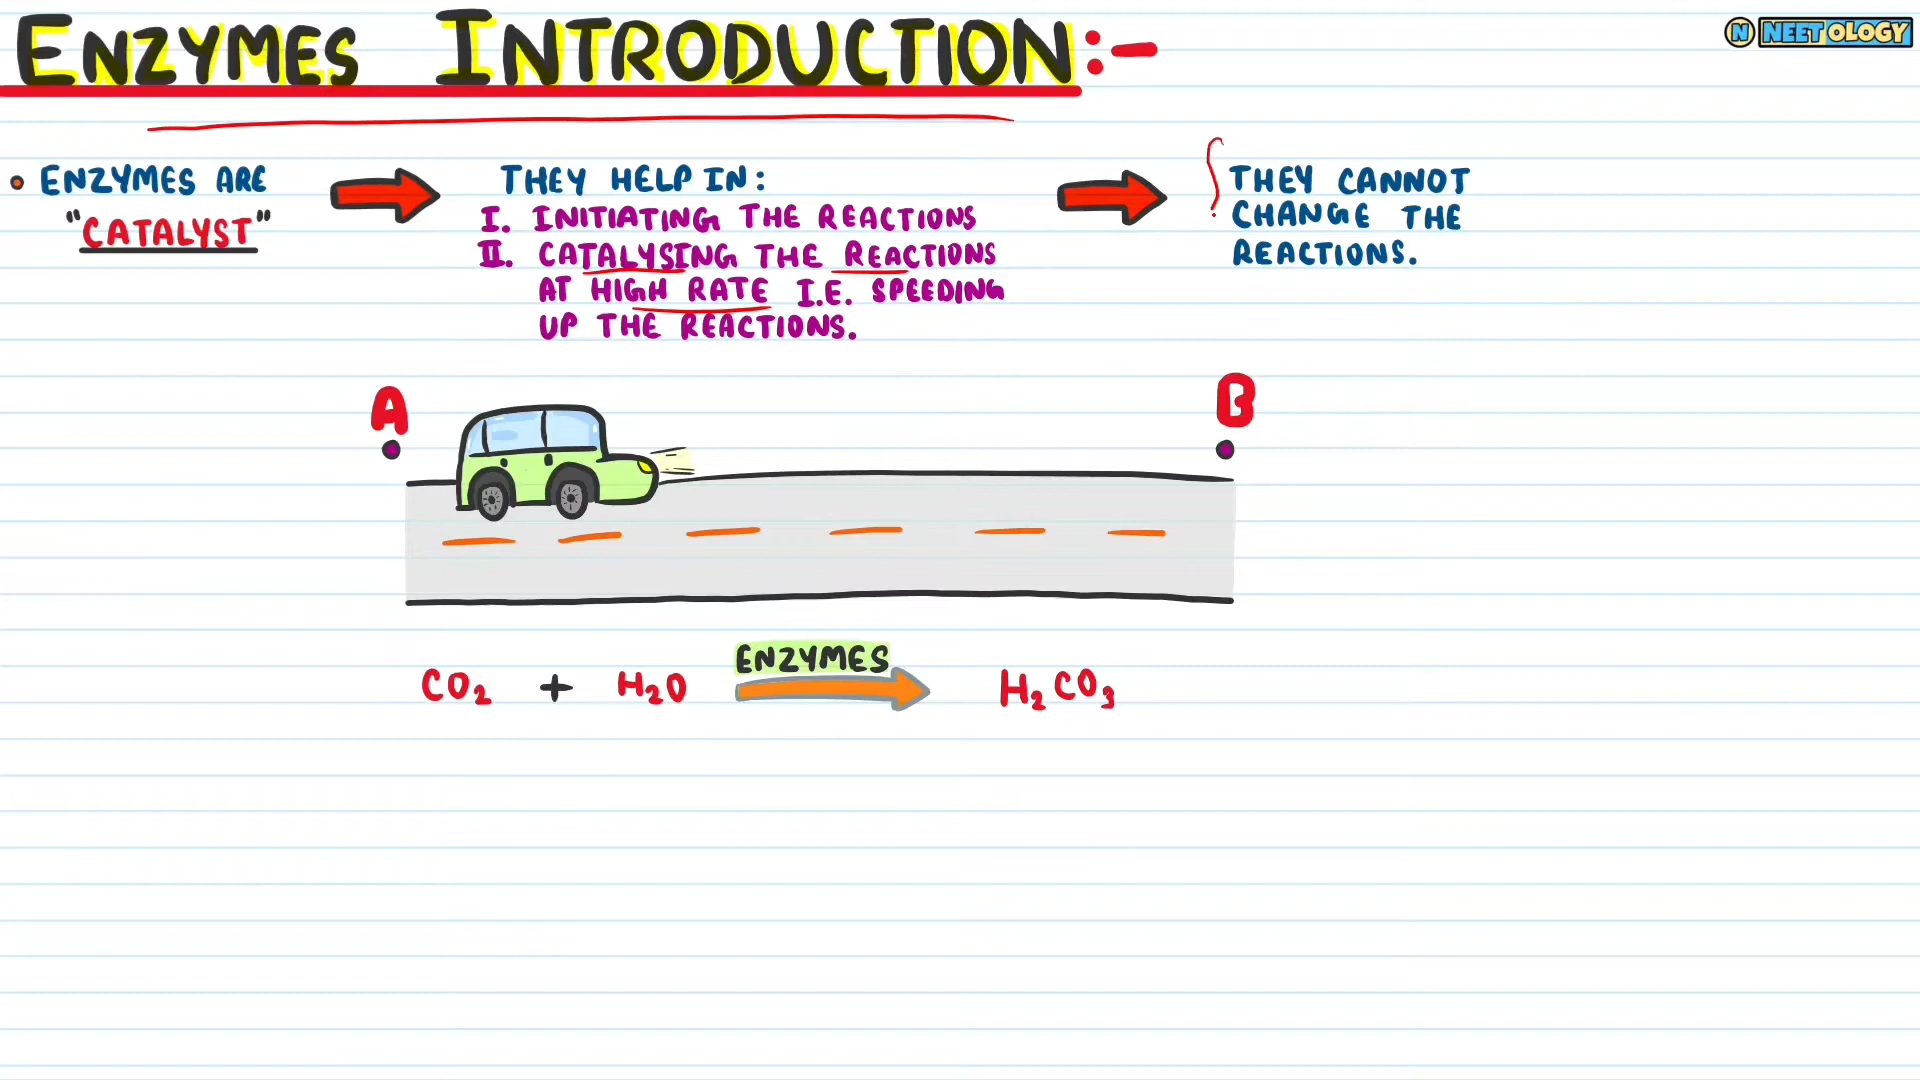 ENZYMES INTRODUCTION:-
N NEETOLOGY
• ENZYMES ARE
"CATALYST"
THEY HELP IN:
I. INITIATING THE REACTIONS
II. CATALYSING THE REACTIONS
AT HIGH RATE I.E. SPEEDING
UP THE REACTIONS.
THEY CANNOT
CHANGE THE
REACTIONS.
A
B
ENZYMES
CO₂ + H₂O H₂CO₃